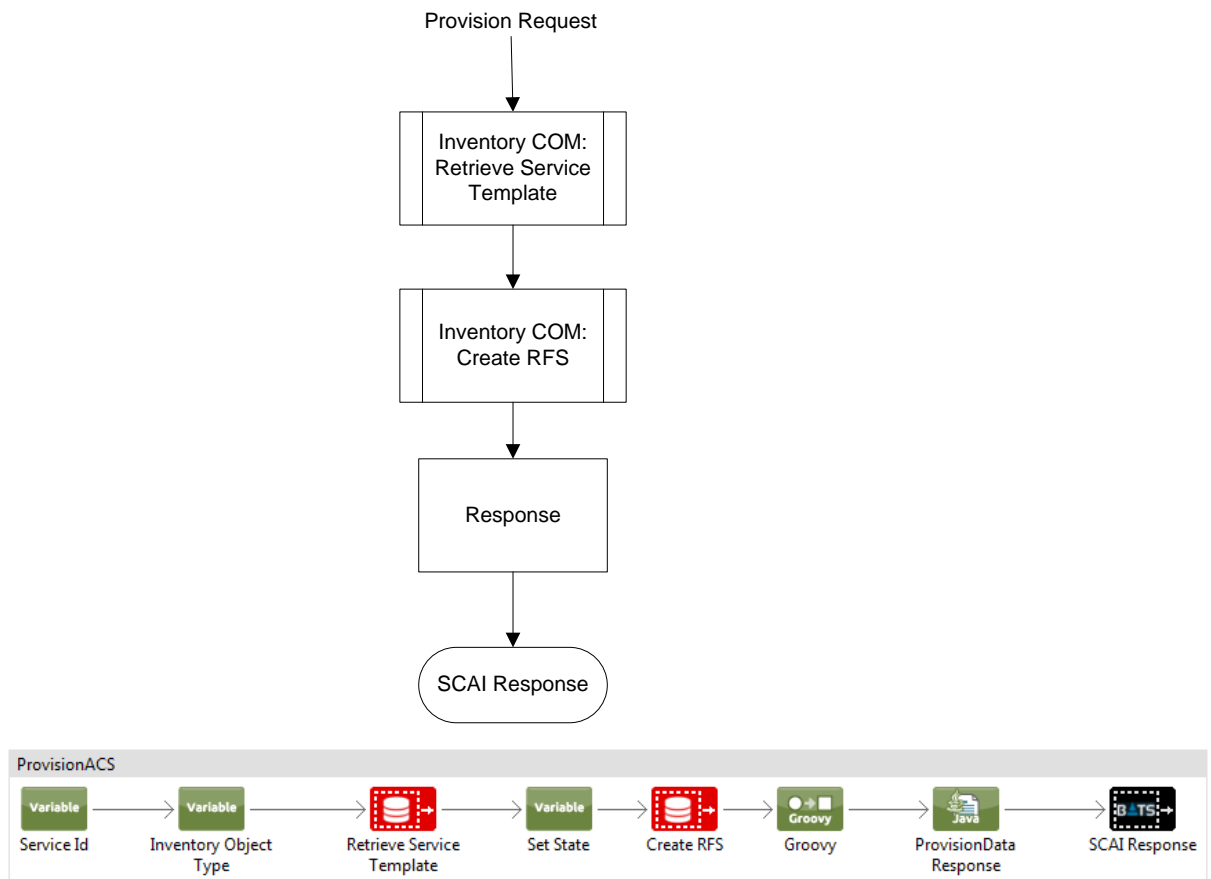 Provision Request
Inventory COM:
Retrieve Service
Template
Inventory COM:
Create RFS
Response
SCAI Response
ProvisionACS
Variable
Variable
Variable
Groovy
Java
BATS
Service Id
Inventory Object
Type
Retrieve Service
Template
Set State
Create RFS
Groovy
ProvisionData
Response
SCAI Response